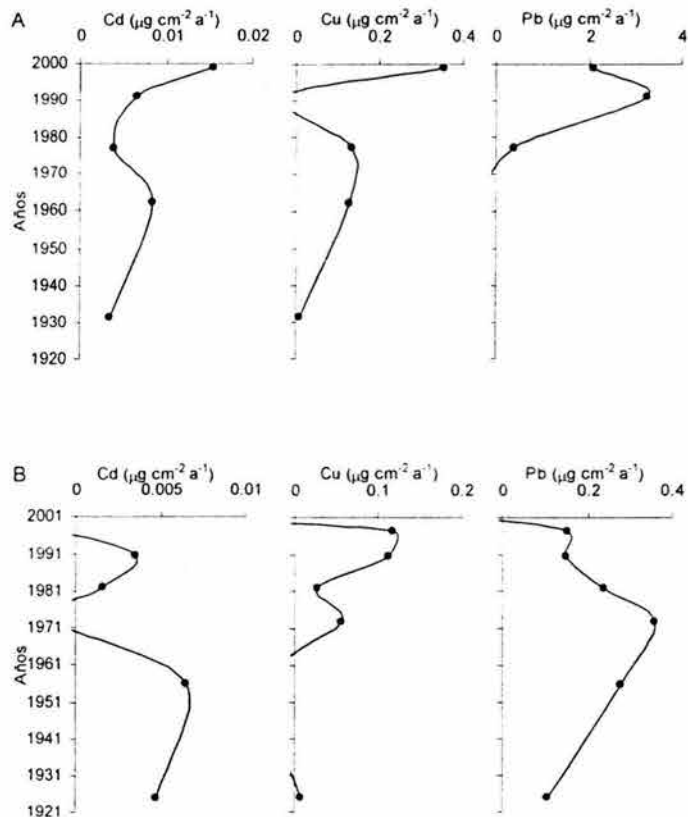 A
Cd (µg cm⁻² a⁻¹) Cu (µg cm⁻² a⁻¹) Pb (µg cm⁻² a⁻¹)
0 0.01 0.02 0 0.2 0.4 0 2 4
2000
1990
1980
1970
1960
1950
1940
1930
1920
Años
B
Cd (µg cm⁻² a⁻¹) Cu (µg cm⁻² a⁻¹) Pb (µg cm⁻² a⁻¹)
0 0.005 0.01 0 0.1 0.2 0 0.2 0.4
2001
1991
1981
1971
1961
1951
1941
1931
1921
Años